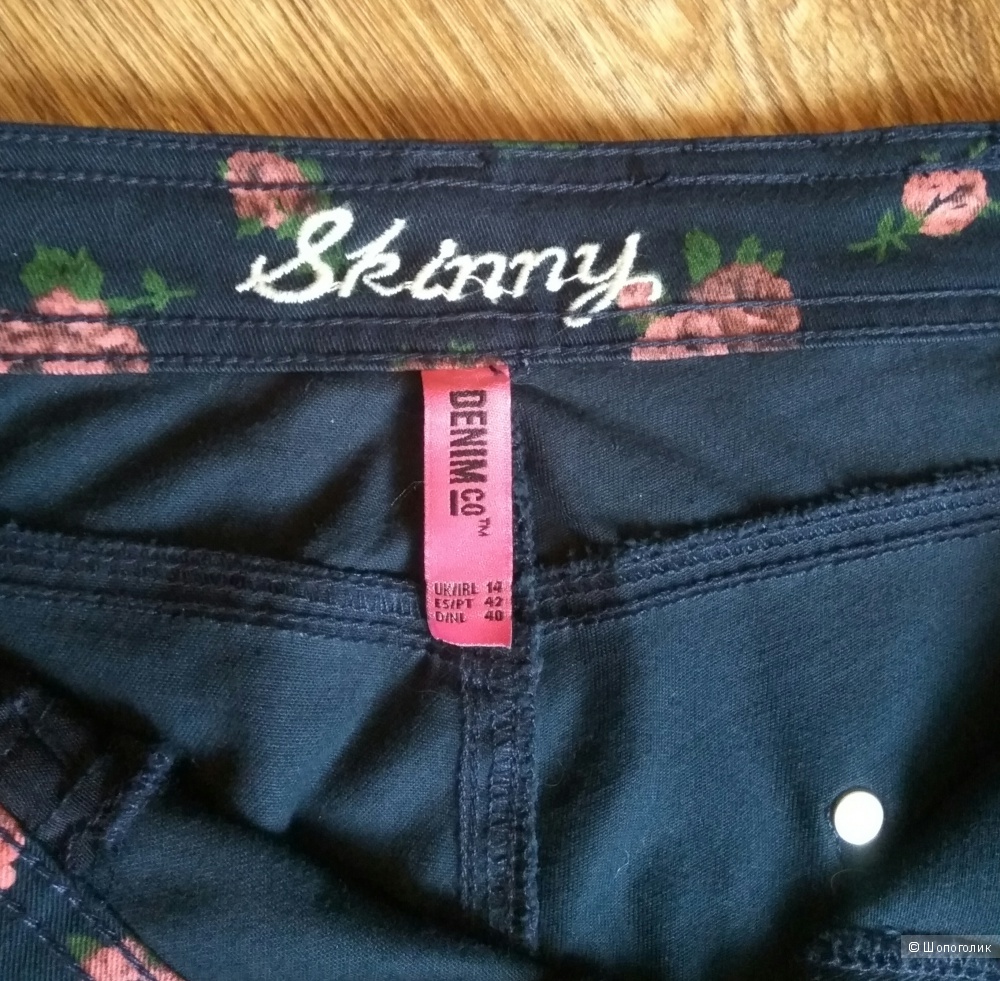 Skinny
DENIM CO™
UK/IRL 14
ES/PT 42
D/NL 40
© Шопоголик